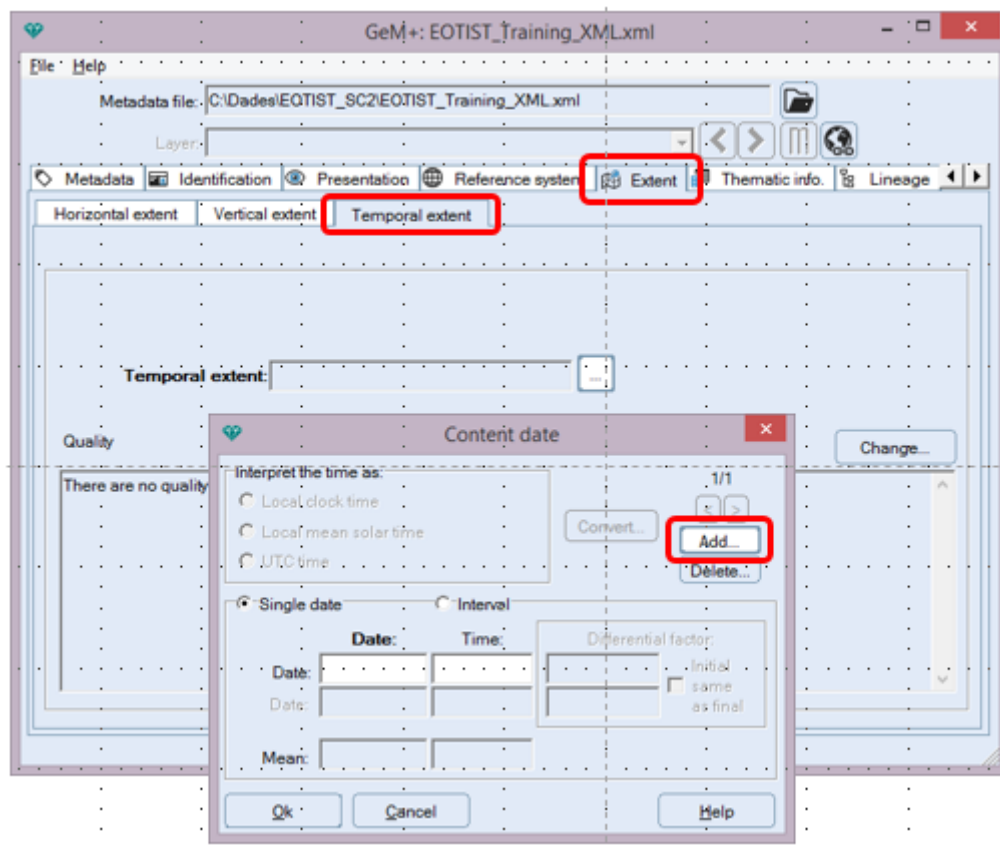 GeM+: EOTIST_Training_XML.xml
File Help
Metadata file: C:\Dades\EOTIST_SC2\EOTIST_Training_XML.xml
Layer:
Metadata Identification Presentation Reference system Extent Thematic info. Lineage
Horizontal extent Vertical extent Temporal extent
Temporal extent: ...
Quality
Change...
There are no quality
Content date
Interpret the time as:
Local clock time
Local mean solar time
UTC time
1/1
< >
Convert...
Add...
Delete...
Single date Interval
Date: Time: Differential factor:
Date:
Date:
Initial
same
as final
Mean:
Ok Cancel Help